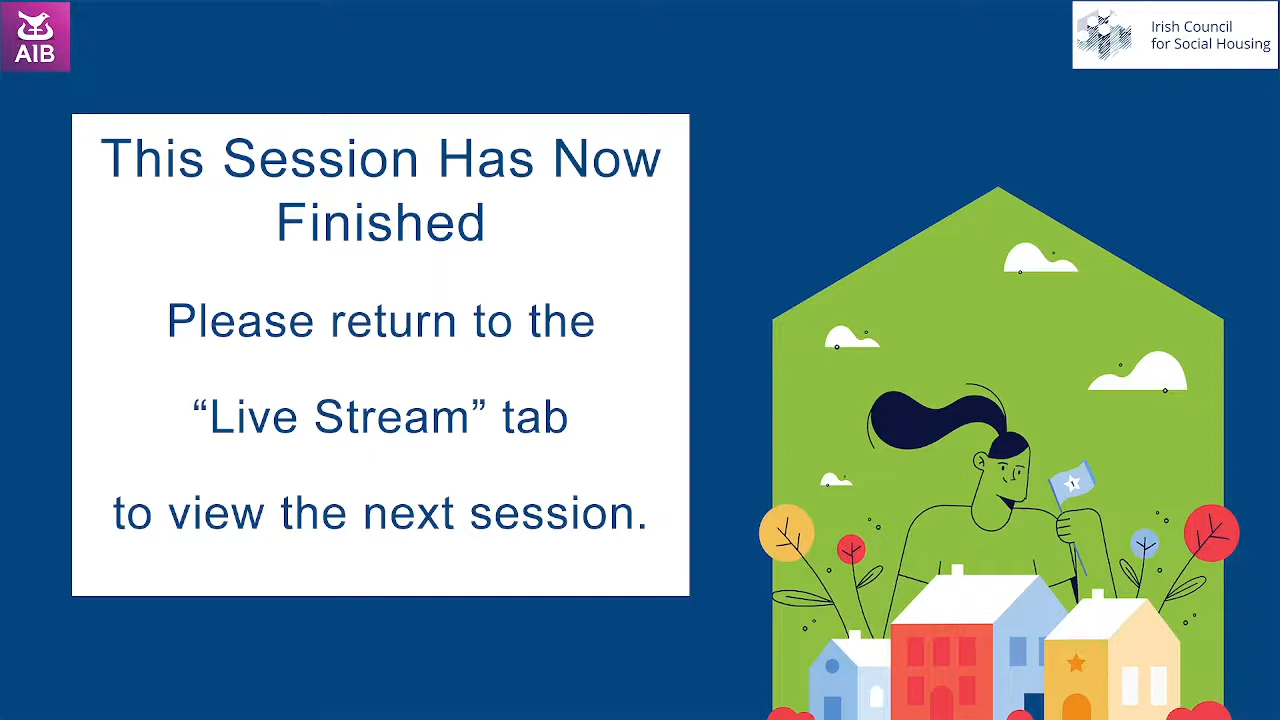 AIB
Irish Council
for Social Housing
This Session Has Now
Finished
Please return to the
“Live Stream” tab
to view the next session.
1